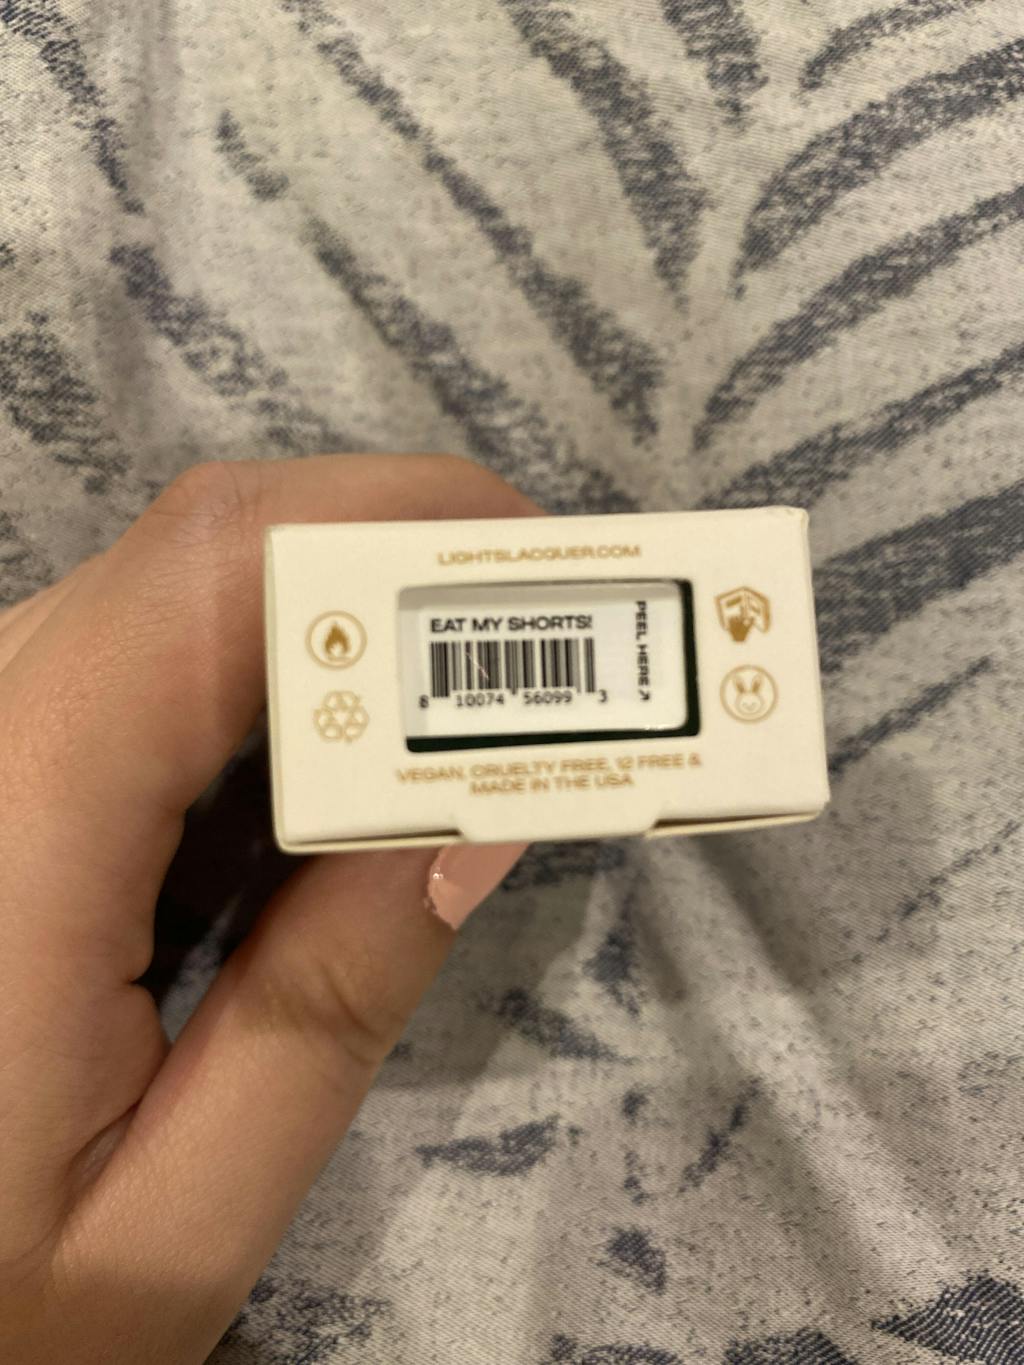 LIGHTSLACQUER.COM
EAT MY SHORTS!
8 10074 56099 3
PEEL HERE ↗
VEGAN, CRUELTY FREE, 12 FREE &
MADE IN THE USA